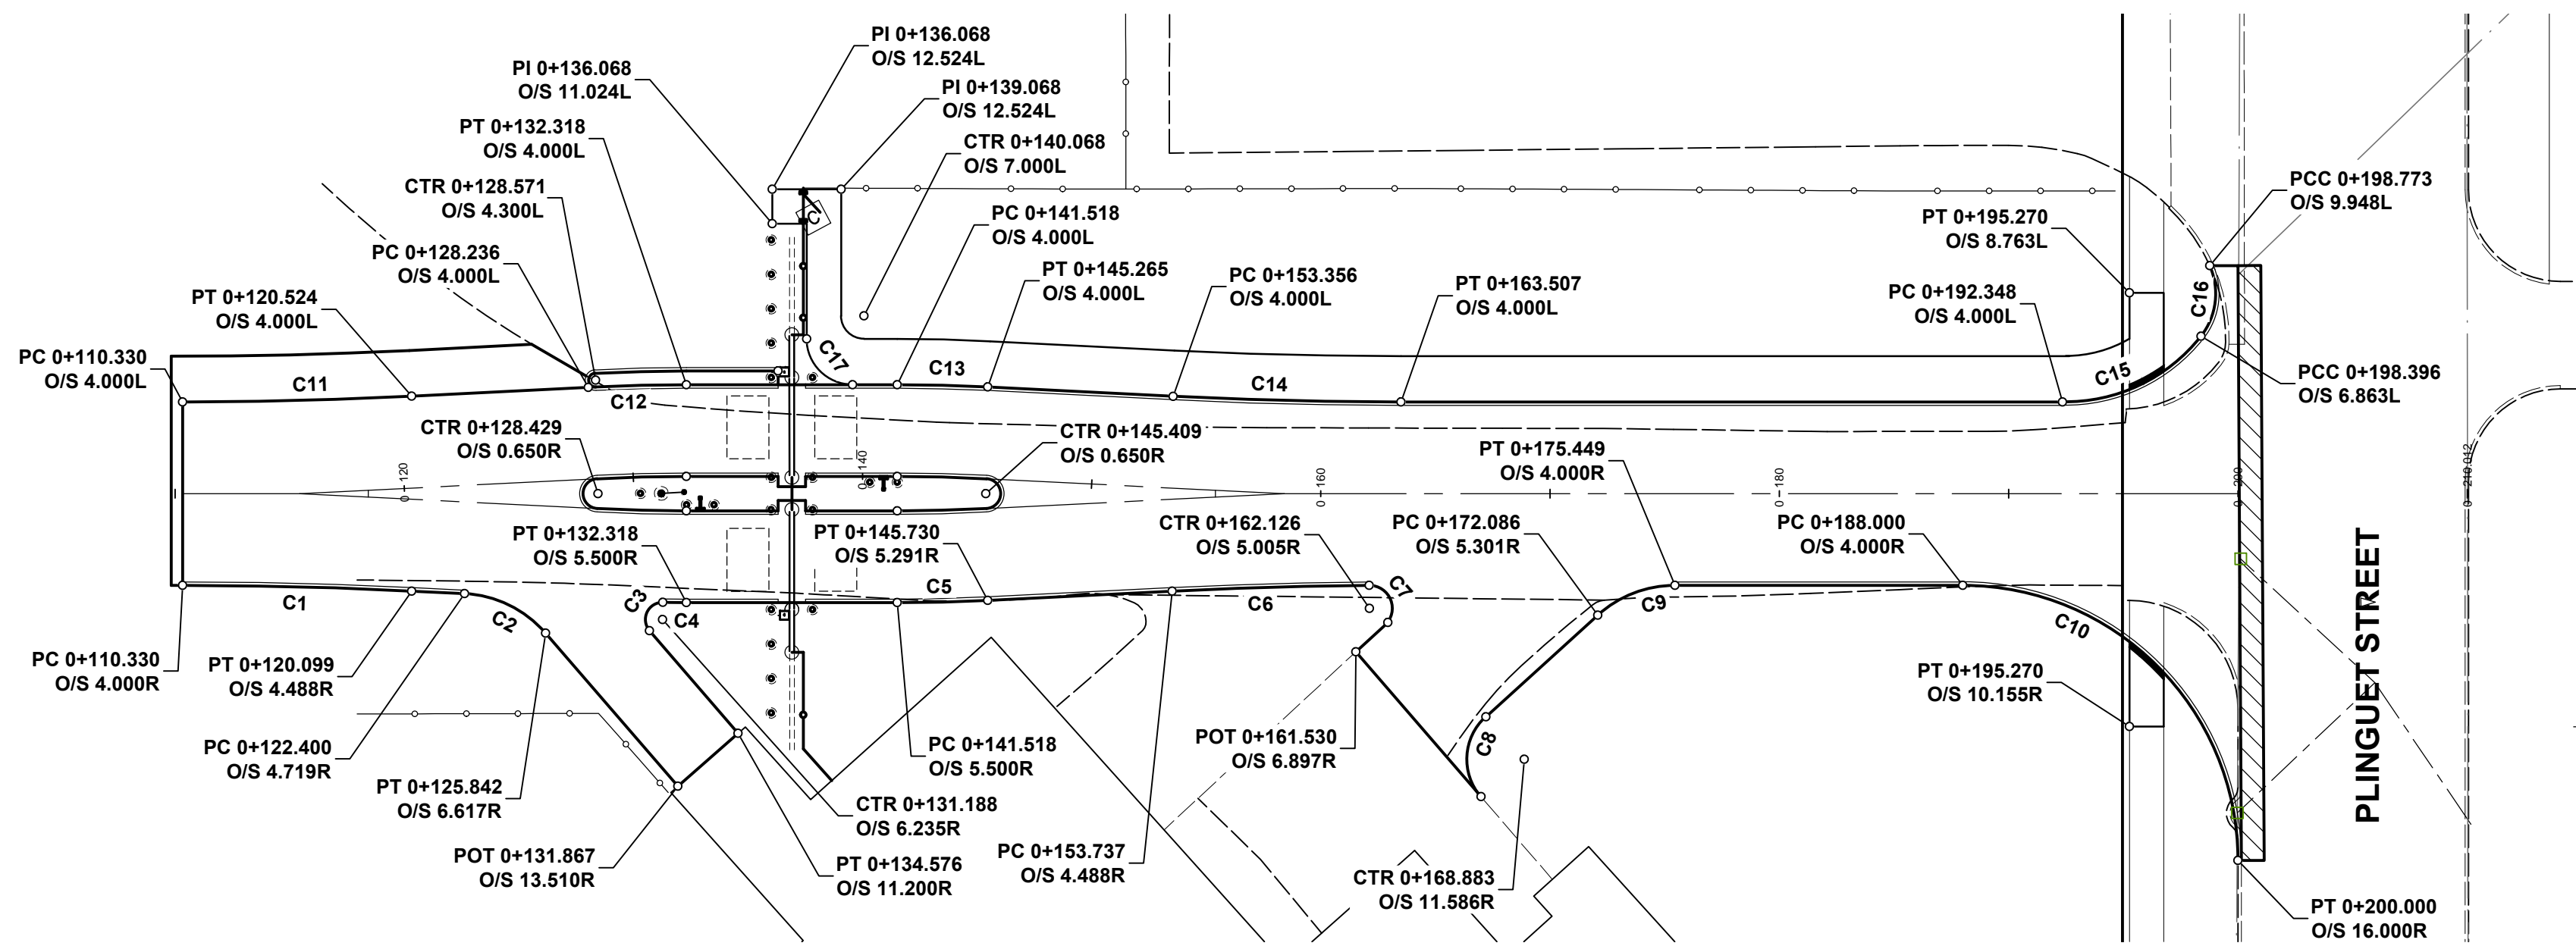 PI 0+136.068
O/S 12.524L
PI 0+136.068
O/S 11.024L
PI 0+139.068
O/S 12.524L
PT 0+132.318
O/S 4.000L
CTR 0+140.068
O/S 7.000L
CTR 0+128.571
O/S 4.300L
PCC 0+198.773
O/S 9.948L
PC 0+141.518
O/S 4.000L
PT 0+195.270
O/S 8.763L
PC 0+128.236
O/S 4.000L
PT 0+145.265
O/S 4.000L
PC 0+153.356
O/S 4.000L
PT 0+163.507
O/S 4.000L
PC 0+192.348
O/S 4.000L
PT 0+120.524
O/S 4.000L
PC 0+110.330
O/S 4.000L
PCC 0+198.396
O/S 6.863L
C
C11
C12
C17
C13
C14
C15
C16
CTR 0+128.429
O/S 0.650R
CTR 0+145.409
O/S 0.650R
PT 0+175.449
O/S 4.000R
0+120
0+140
0+160
0+180
0+200
0+210.012
PT 0+132.318
O/S 5.500R
PT 0+145.730
O/S 5.291R
CTR 0+162.126
O/S 5.005R
PC 0+172.086
O/S 5.301R
PC 0+188.000
O/S 4.000R
C1
C2
C3
C4
C5
C6
C7
C8
C9
C10
PC 0+110.330
O/S 4.000R
PT 0+120.099
O/S 4.488R
PC 0+122.400
O/S 4.719R
PT 0+125.842
O/S 6.617R
POT 0+131.867
O/S 13.510R
PC 0+141.518
O/S 5.500R
CTR 0+131.188
O/S 6.235R
PT 0+134.576
O/S 11.200R
PC 0+153.737
O/S 4.488R
POT 0+161.530
O/S 6.897R
CTR 0+168.883
O/S 11.586R
PT 0+195.270
O/S 10.155R
PT 0+200.000
O/S 16.000R
PLINGUET STREET